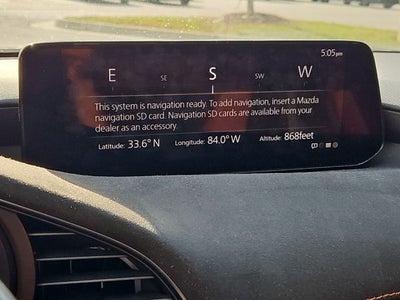 5:05pm
E SE S SW W
This system is navigation ready. To add navigation, insert a Mazda
navigation SD card. Navigation SD cards are available from your
dealer as an accessory.
Latitude: 33.6° N Longitude: 84.0° W Altitude: 868feet